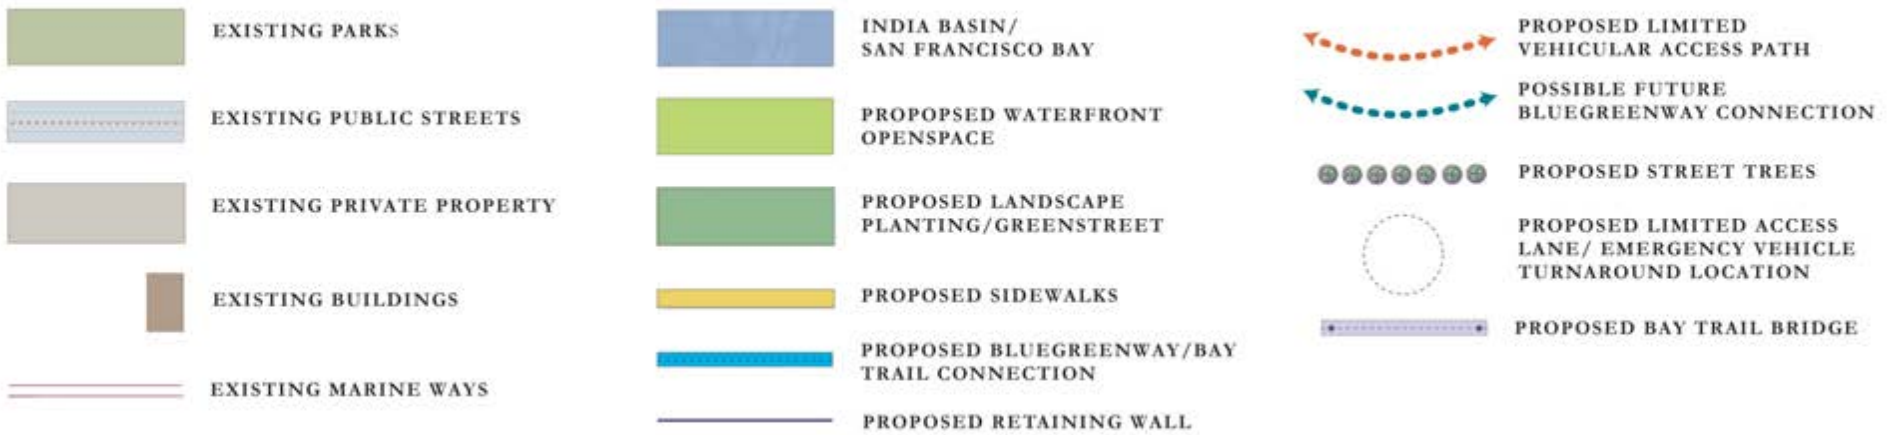 EXISTING PARKS
EXISTING PUBLIC STREETS
EXISTING PRIVATE PROPERTY
EXISTING BUILDINGS
EXISTING MARINE WAYS
INDIA BASIN/
SAN FRANCISCO BAY
PROPOPSED WATERFRONT
OPENSPACE
PROPOSED LANDSCAPE
PLANTING/GREENSTREET
PROPOSED SIDEWALKS
PROPOSED BLUEGREENWAY/BAY
TRAIL CONNECTION
PROPOSED RETAINING WALL
PROPOSED LIMITED
VEHICULAR ACCESS PATH
POSSIBLE FUTURE
BLUEGREENWAY CONNECTION
PROPOSED STREET TREES
PROPOSED LIMITED ACCESS
LANE/ EMERGENCY VEHICLE
TURNAROUND LOCATION
PROPOSED BAY TRAIL BRIDGE